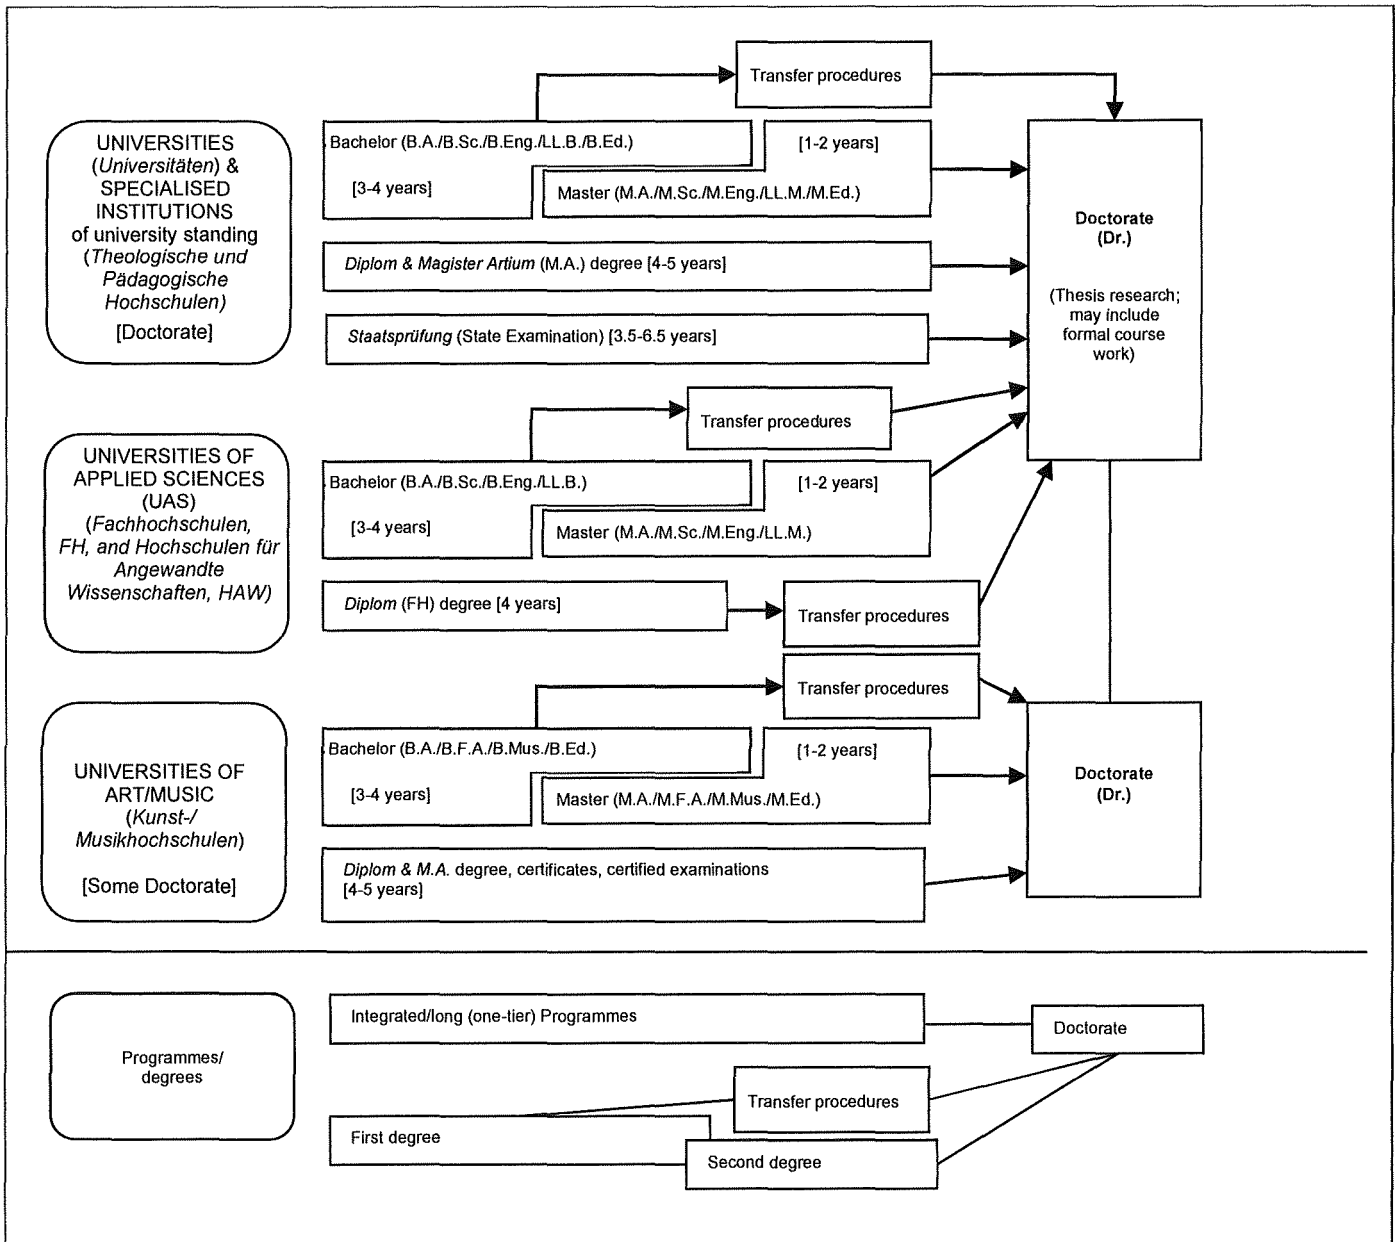 Transfer procedures
UNIVERSITIES
(Universitäten) &
SPECIALISED
INSTITUTIONS
of university standing
(Theologische und
Pädagogische
Hochschulen)
[Doctorate]
Bachelor (B.A./B.Sc./B.Eng./LL.B./B.Ed.)
[3-4 years]
[1-2 years]
Master (M.A./M.Sc./M.Eng./LL.M./M.Ed.)
Diplom & Magister Artium (M.A.) degree [4-5 years]
Staatsprüfung (State Examination) [3.5-6.5 years]
Doctorate
(Dr.)
(Thesis research;
may include
formal course
work)
Transfer procedures
UNIVERSITIES OF
APPLIED SCIENCES
(UAS)
(Fachhochschulen,
FH, and Hochschulen für
Angewandte
Wissenschaften, HAW)
Bachelor (B.A./B.Sc./B.Eng./LL.B.)
[3-4 years]
[1-2 years]
Master (M.A./M.Sc./M.Eng./LL.M.)
Diplom (FH) degree [4 years]
Transfer procedures
Transfer procedures
UNIVERSITIES OF
ART/MUSIC
(Kunst-/
Musikhochschulen)
[Some Doctorate]
Bachelor (B.A./B.F.A./B.Mus./B.Ed.)
[3-4 years]
[1-2 years]
Master (M.A./M.F.A./M.Mus./M.Ed.)
Diplom & M.A. degree, certificates, certified examinations
[4-5 years]
Doctorate
(Dr.)
Programmes/
degrees
Integrated/long (one-tier) Programmes
Doctorate
Transfer procedures
First degree
Second degree